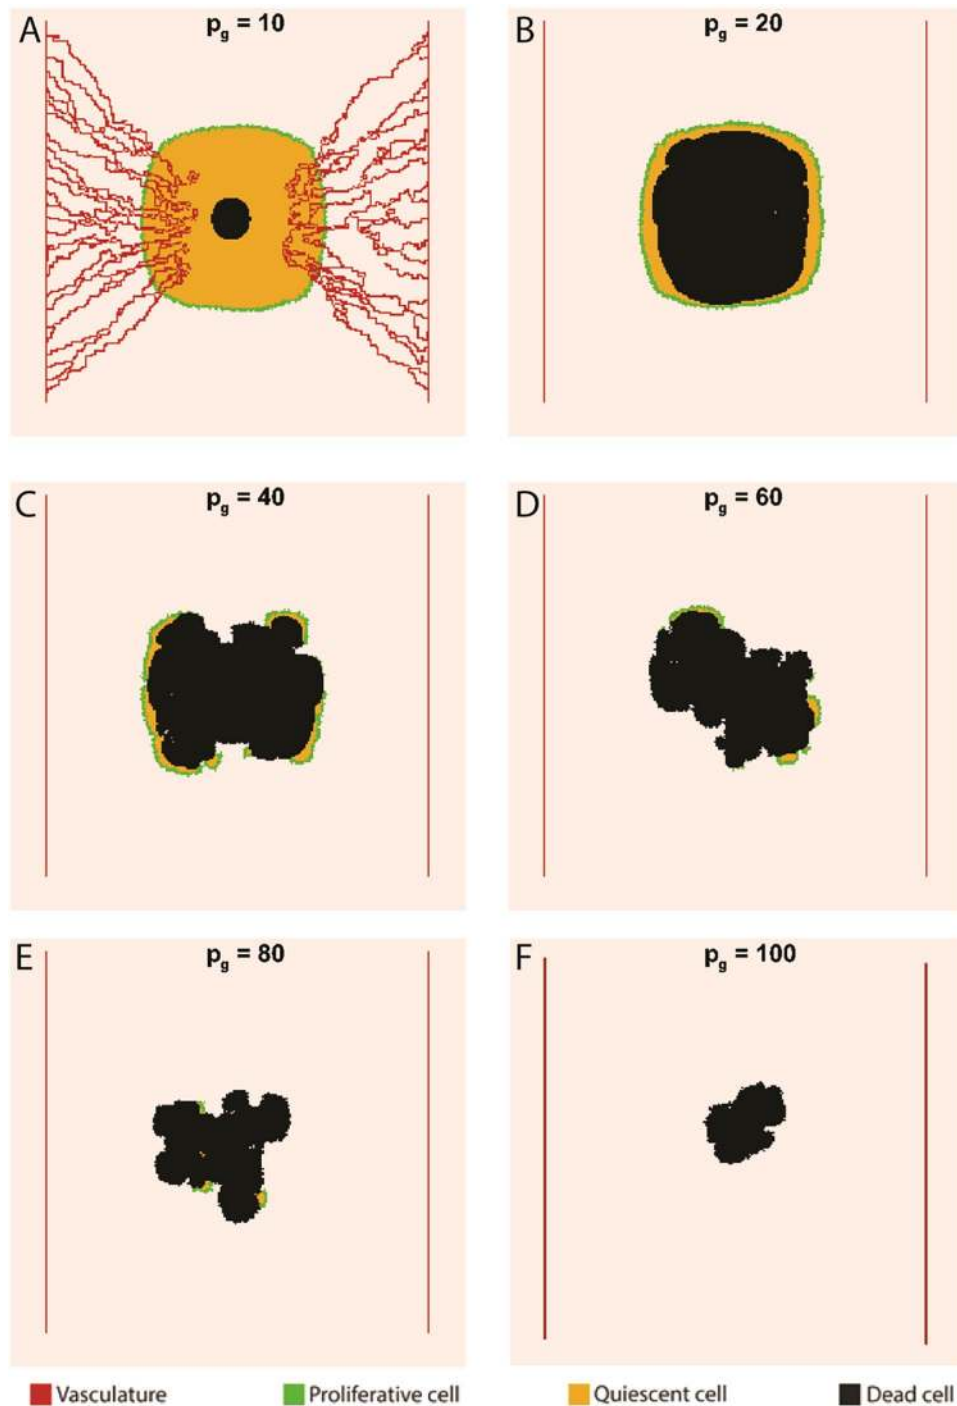 A
p_g = 10
B
p_g = 20
C
p_g = 40
D
p_g = 60
E
p_g = 80
F
p_g = 100
Vasculature
Proliferative cell
Quiescent cell
Dead cell